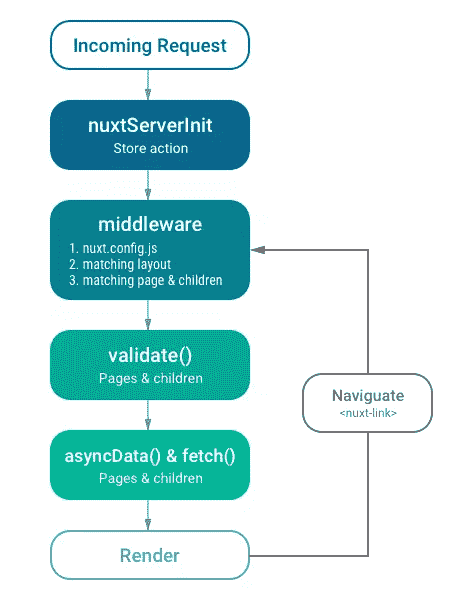 Incoming Request
nuxtServerInit
Store action
middleware
1. nuxt.config.js
2. matching layout
3. matching page & children
validate()
Pages & children
Naviguate
<nuxt-link>
asyncData() & fetch()
Pages & children
Render